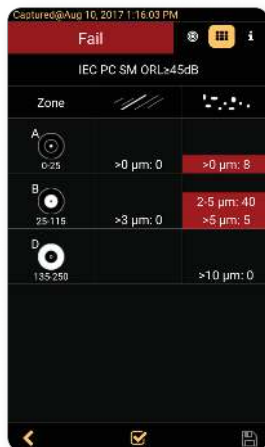 Captured@Aug 10, 2017 1:16:03 PM
Fail
i
IEC PC SM ORL≥45dB
Zone
A
0-25
>0 µm: 0
>0 µm: 8
B
25-115
>3 µm: 0
2-5 µm: 40
>5 µm: 5
D
135-250
>10 µm: 0